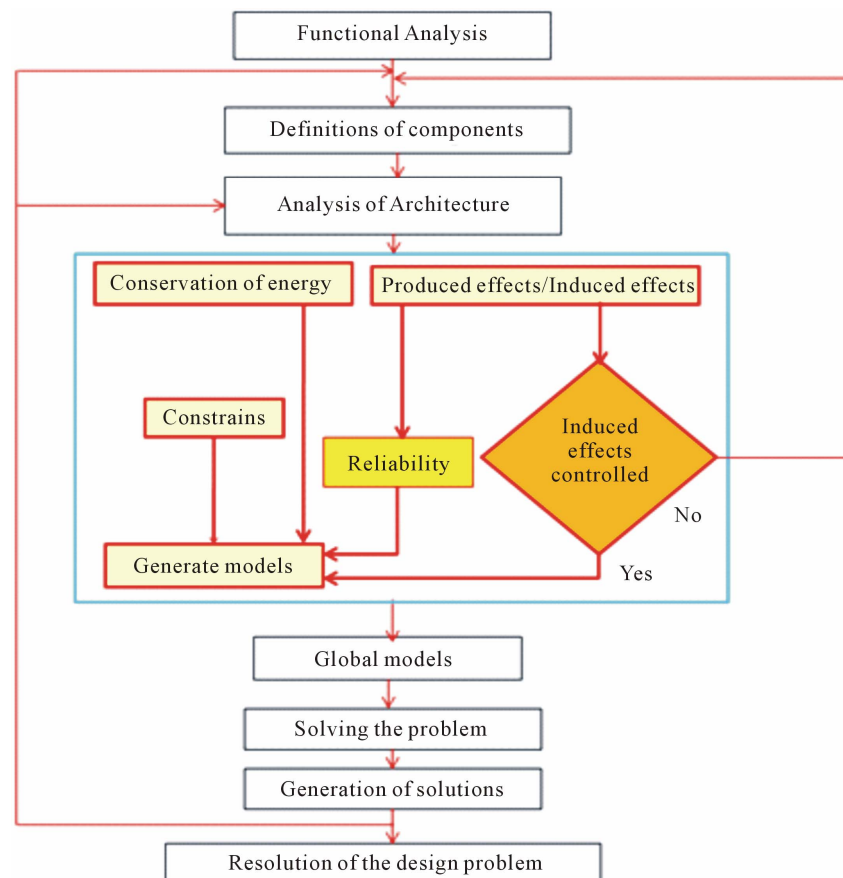 Functional Analysis
Definitions of components
Analysis of Architecture
Conservation of energy
Produced effects/Induced effects
Constrains
Induced
effects
controlled
Reliability
No
Generate models
Yes
Global models
Solving the problem
Generation of solutions
Resolution of the design problem